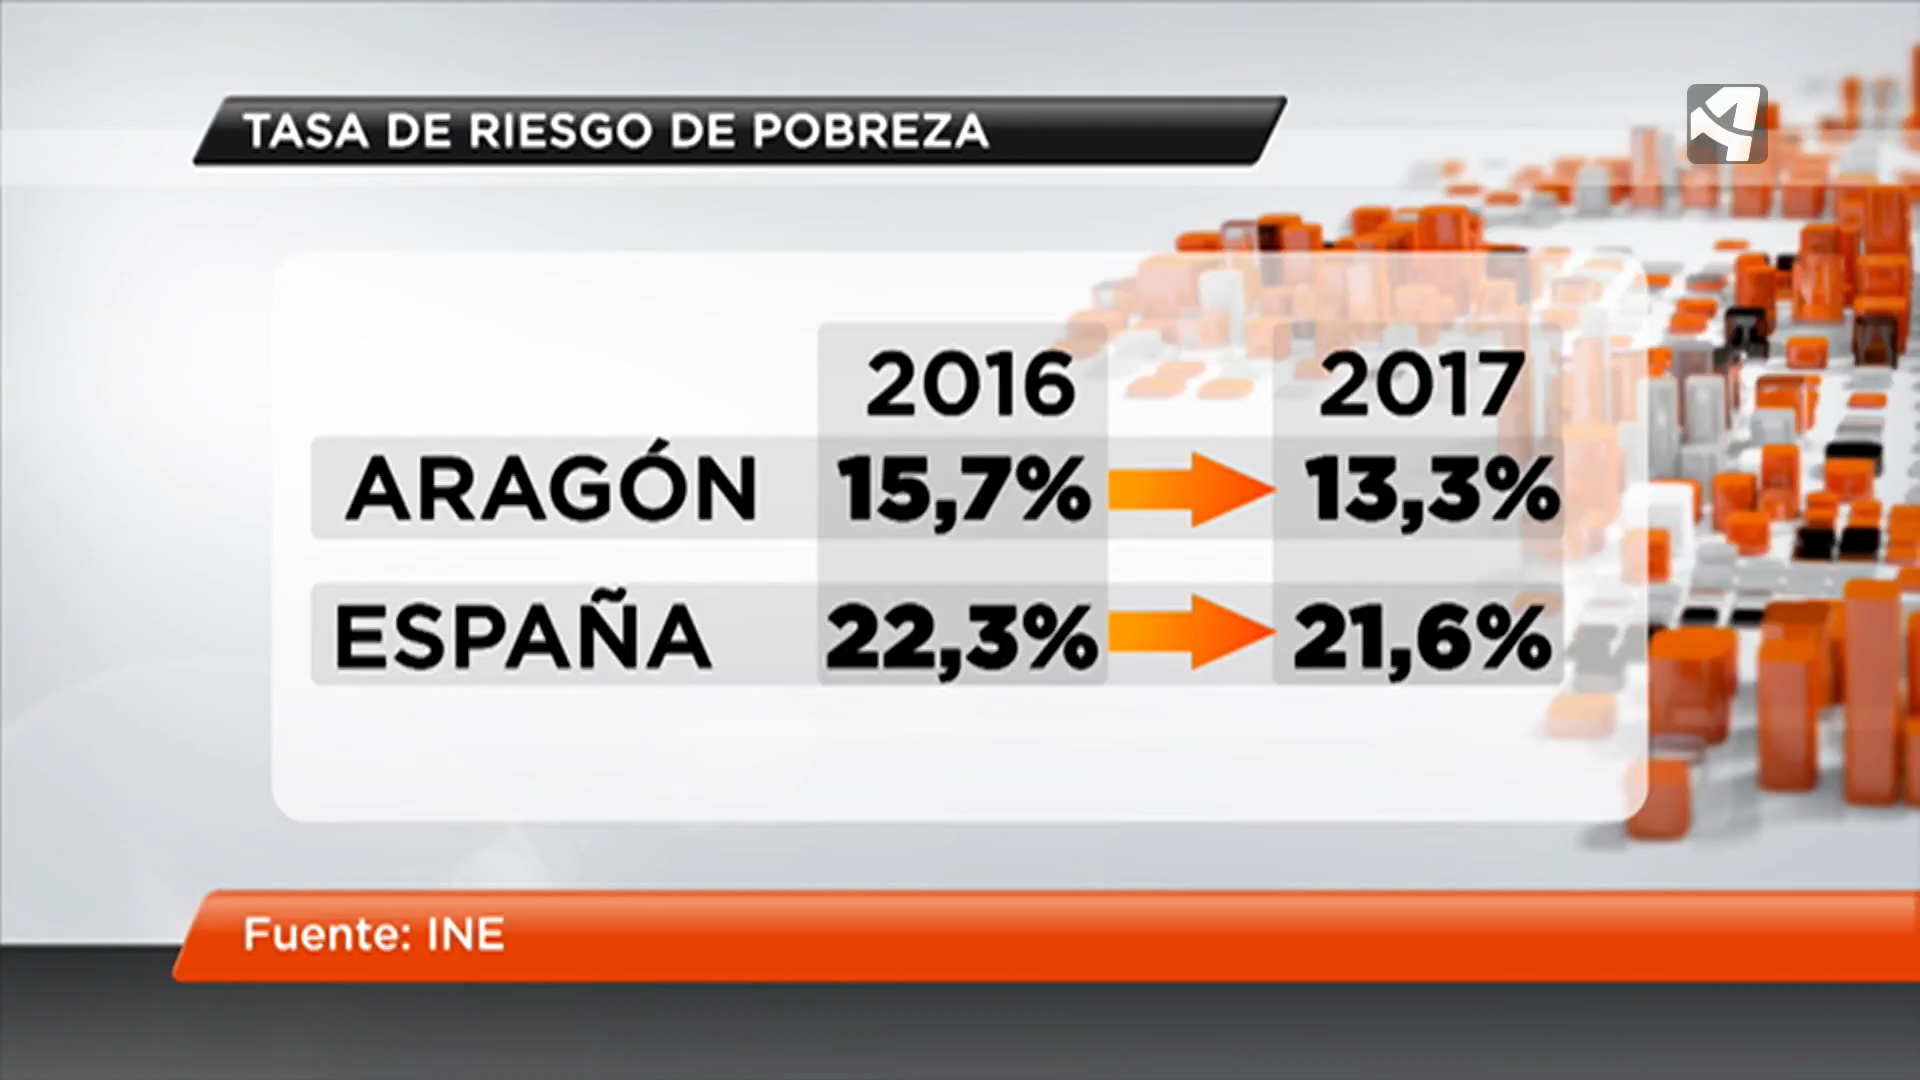 TASA DE RIESGO DE POBREZA
2016 2017
ARAGÓN 15,7% 13,3%
ESPAÑA 22,3% 21,6%
Fuente: INE